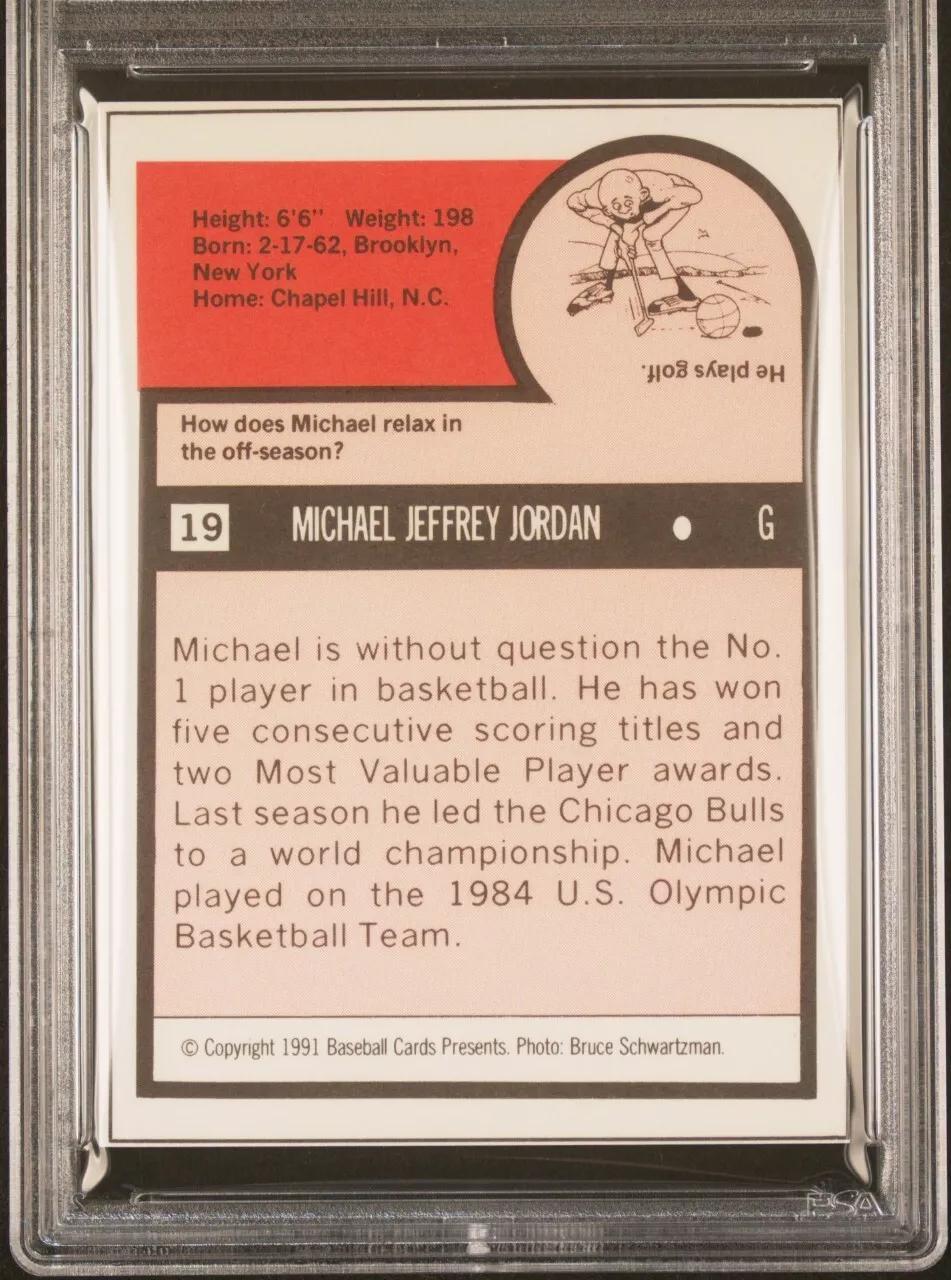 Height: 6'6" Weight: 198
Born: 2-17-62, Brooklyn,
New York
Home: Chapel Hill, N.C.
He plays golf.
How does Michael relax in
the off-season?
19 MICHAEL JEFFREY JORDAN ● G
Michael is without question the No.
1 player in basketball. He has won
five consecutive scoring titles and
two Most Valuable Player awards.
Last season he led the Chicago Bulls
to a world championship. Michael
played on the 1984 U.S. Olympic
Basketball Team.
© Copyright 1991 Baseball Cards Presents. Photo: Bruce Schwartzman.
PSA